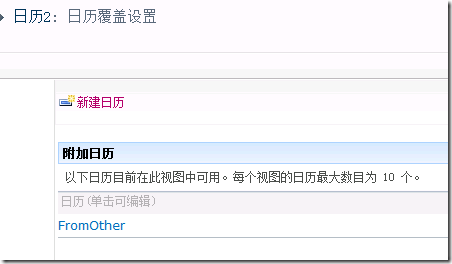 日历2: 日历覆盖设置
新建日历
附加日历
以下日历目前在此视图中可用。每个视图的日历最大数目为 10 个。
日历(单击可编辑)
FromOther